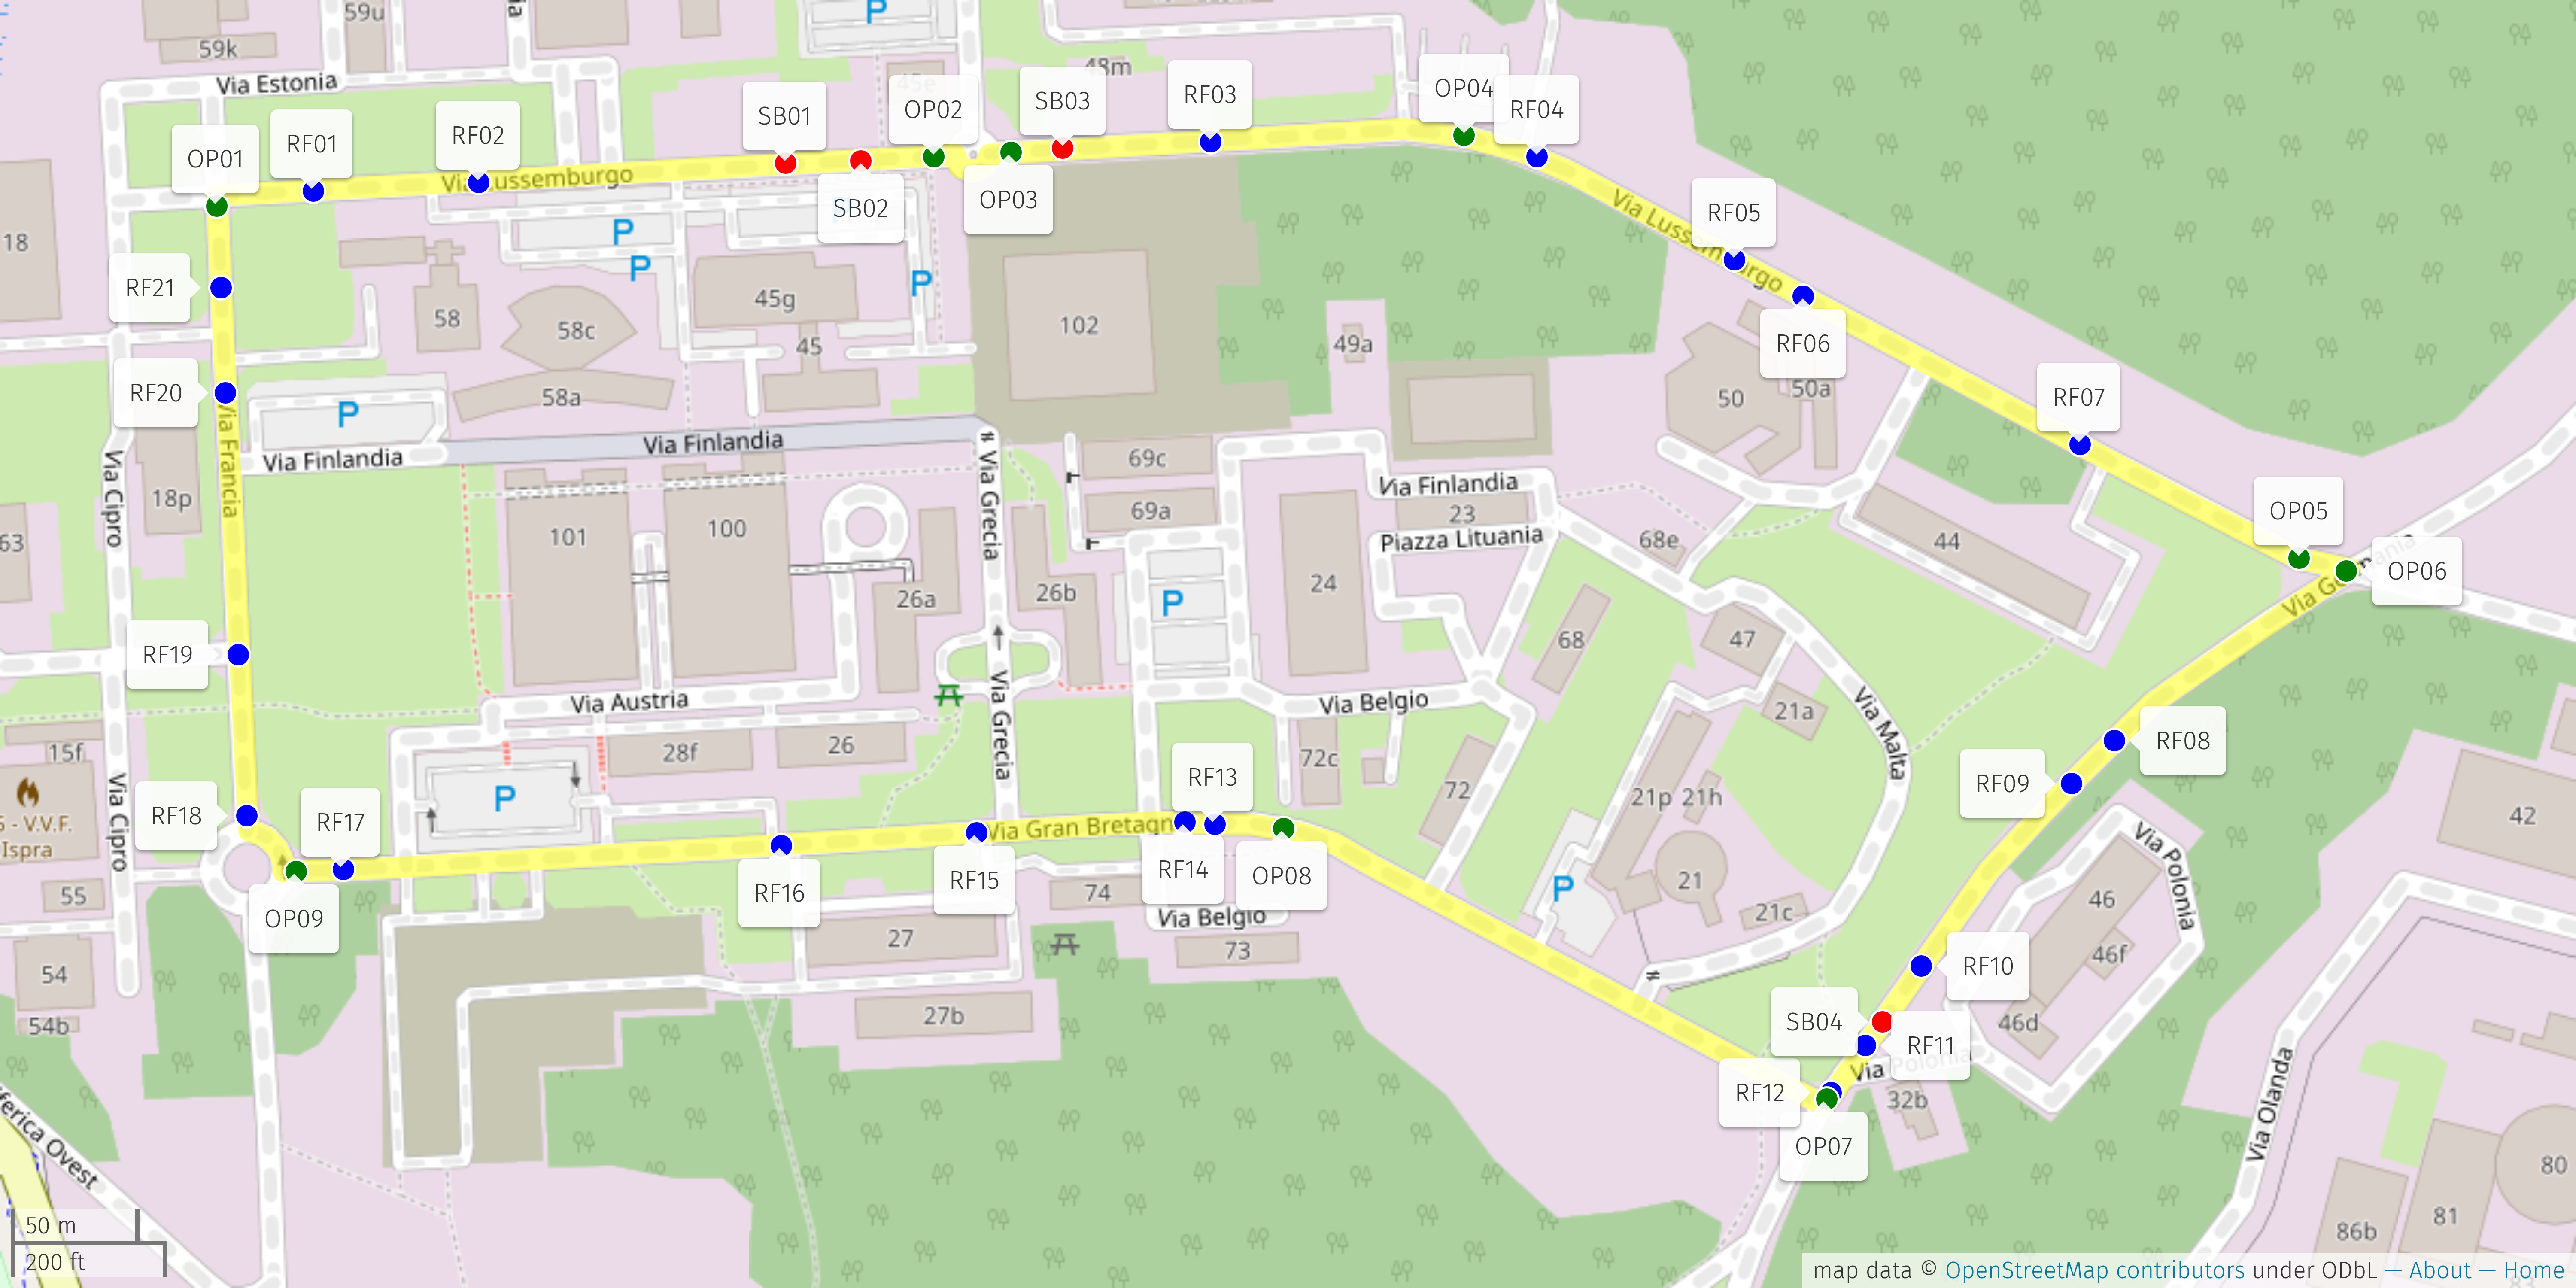 59u
59k
P
Via Estonia
48m
OP04
RF03
SB03
RF04
OP02
SB01
RF02
RF01
OP01
Via Lussemburgo
OP03
SB02
RF05
Via Lussemburgo
18
P
P
P
RF21
45g
58
58c
102
45
49a
RF06
RF20
P
58a
50
50a
RF07
Via Finlandia
Via Finlandia
Via Francia
Via Cipro
18p
69c
Via Grecia
69a
Via Finlandia
23
Piazza Lituania
OP05
101
100
63
68e
44
OP06
24
26a
26b
P
RF19
68
47
Via Austria
Via Grecia
Via Belgio
21a
Via Malta
RF08
15f
28f
26
72c
RF13
RF09
P
Via Cipro
RF18
RF17
72
21p
21h
Via Polonia
42
V.V.F.
Ispra
RF16
RF15
RF14
OP08
21
P
55
OP09
74
Via Belgio
21c
46
27
73
RF10
46f
54
54b
27b
SB04
RF11
46d
Via Polonia
RF12
32b
OP07
Via Olanda
80
81
86b
50 m
200 ft
map data © OpenStreetMap contributors under ODbL — About — Home